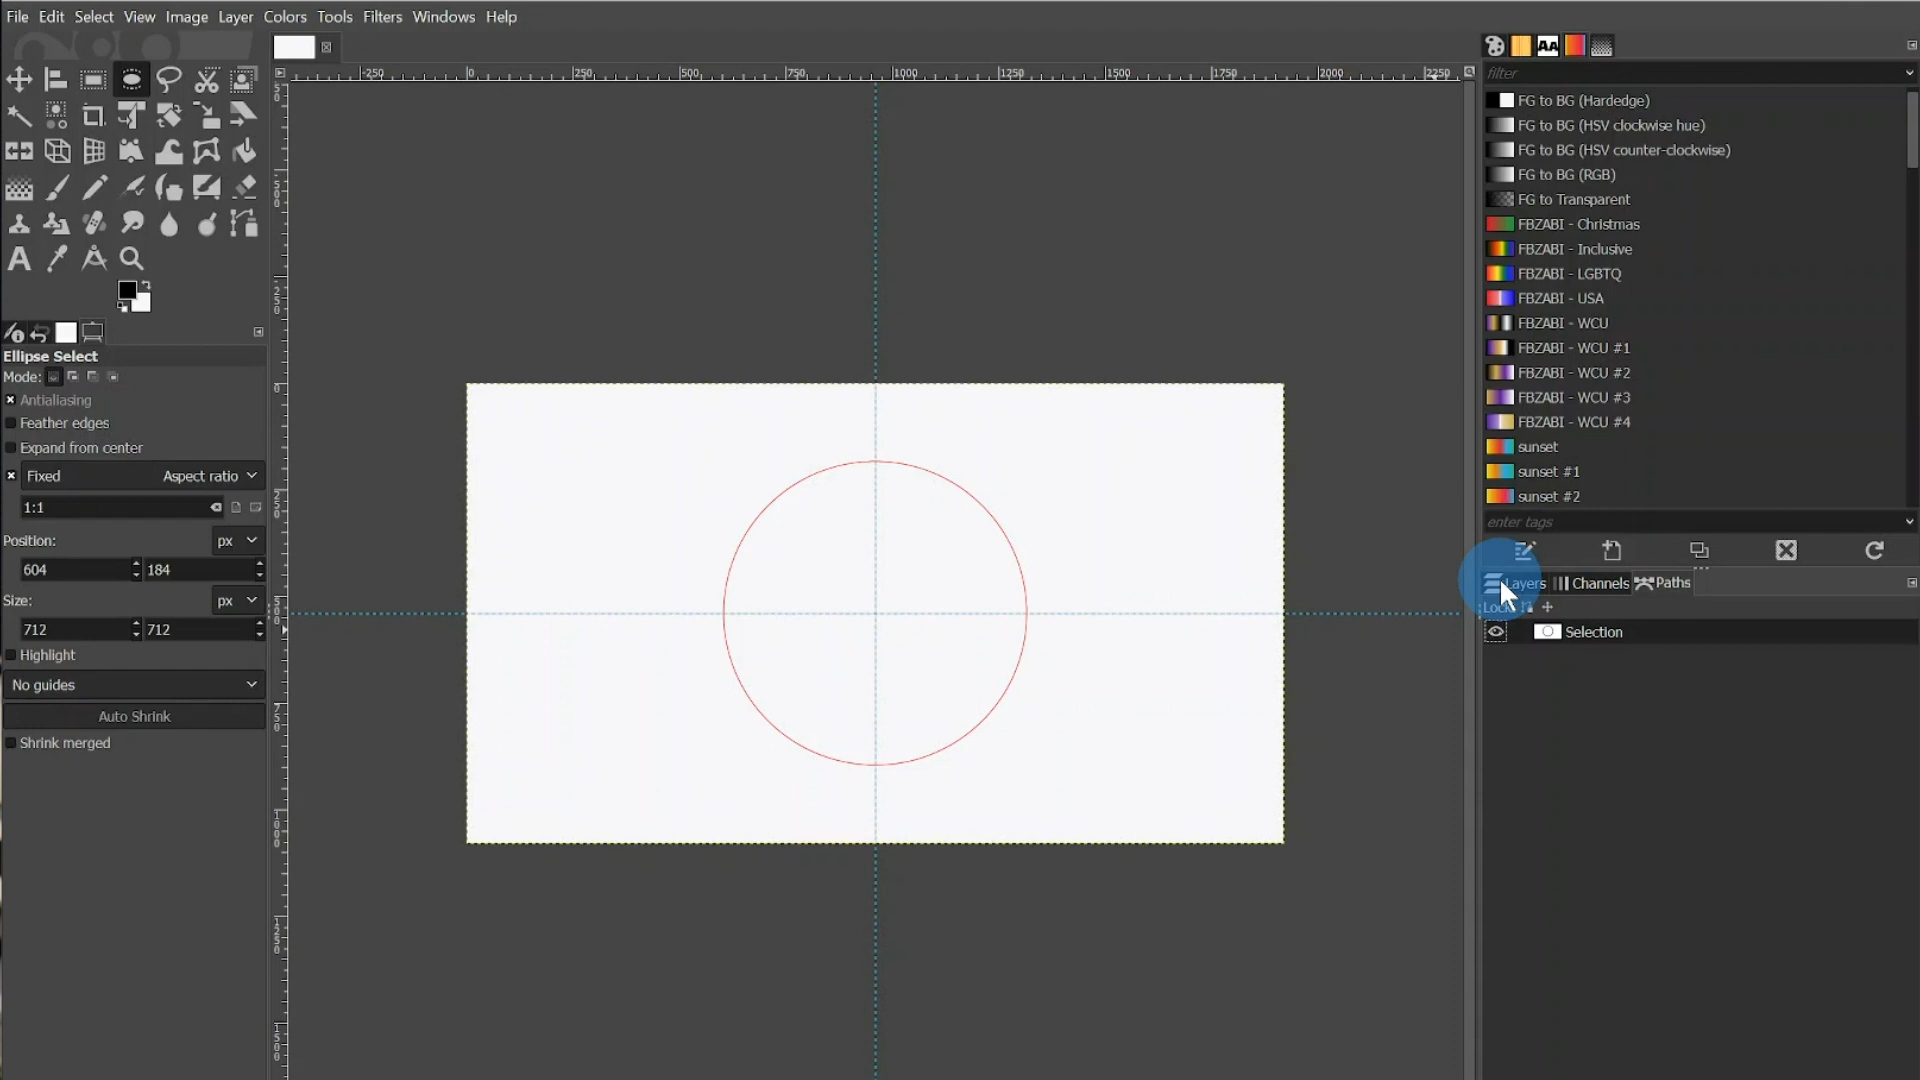 File Edit Select View Image Layer Colors Tools Filters Windows Help
-250 0 250 500 750 1000 1250 1500 1750 2000 2250
filter
FG to BG (Hardedge)
FG to BG (HSV clockwise hue)
FG to BG (HSV counter-clockwise)
FG to BG (RGB)
FG to Transparent
FBZABI - Christmas
FBZABI - Inclusive
FBZABI - LGBTQ
FBZABI - USA
FBZABI - WCU
FBZABI - WCU #1
FBZABI - WCU #2
FBZABI - WCU #3
FBZABI - WCU #4
sunset
sunset #1
sunset #2
enter tags
Layers Channels Paths
Lock:
Selection
Ellipse Select
Mode:
Antialiasing
Feather edges
Expand from center
Fixed Aspect ratio
1:1
Position: px
604 184
Size: px
712 712
Highlight
No guides
Auto Shrink
Shrink merged